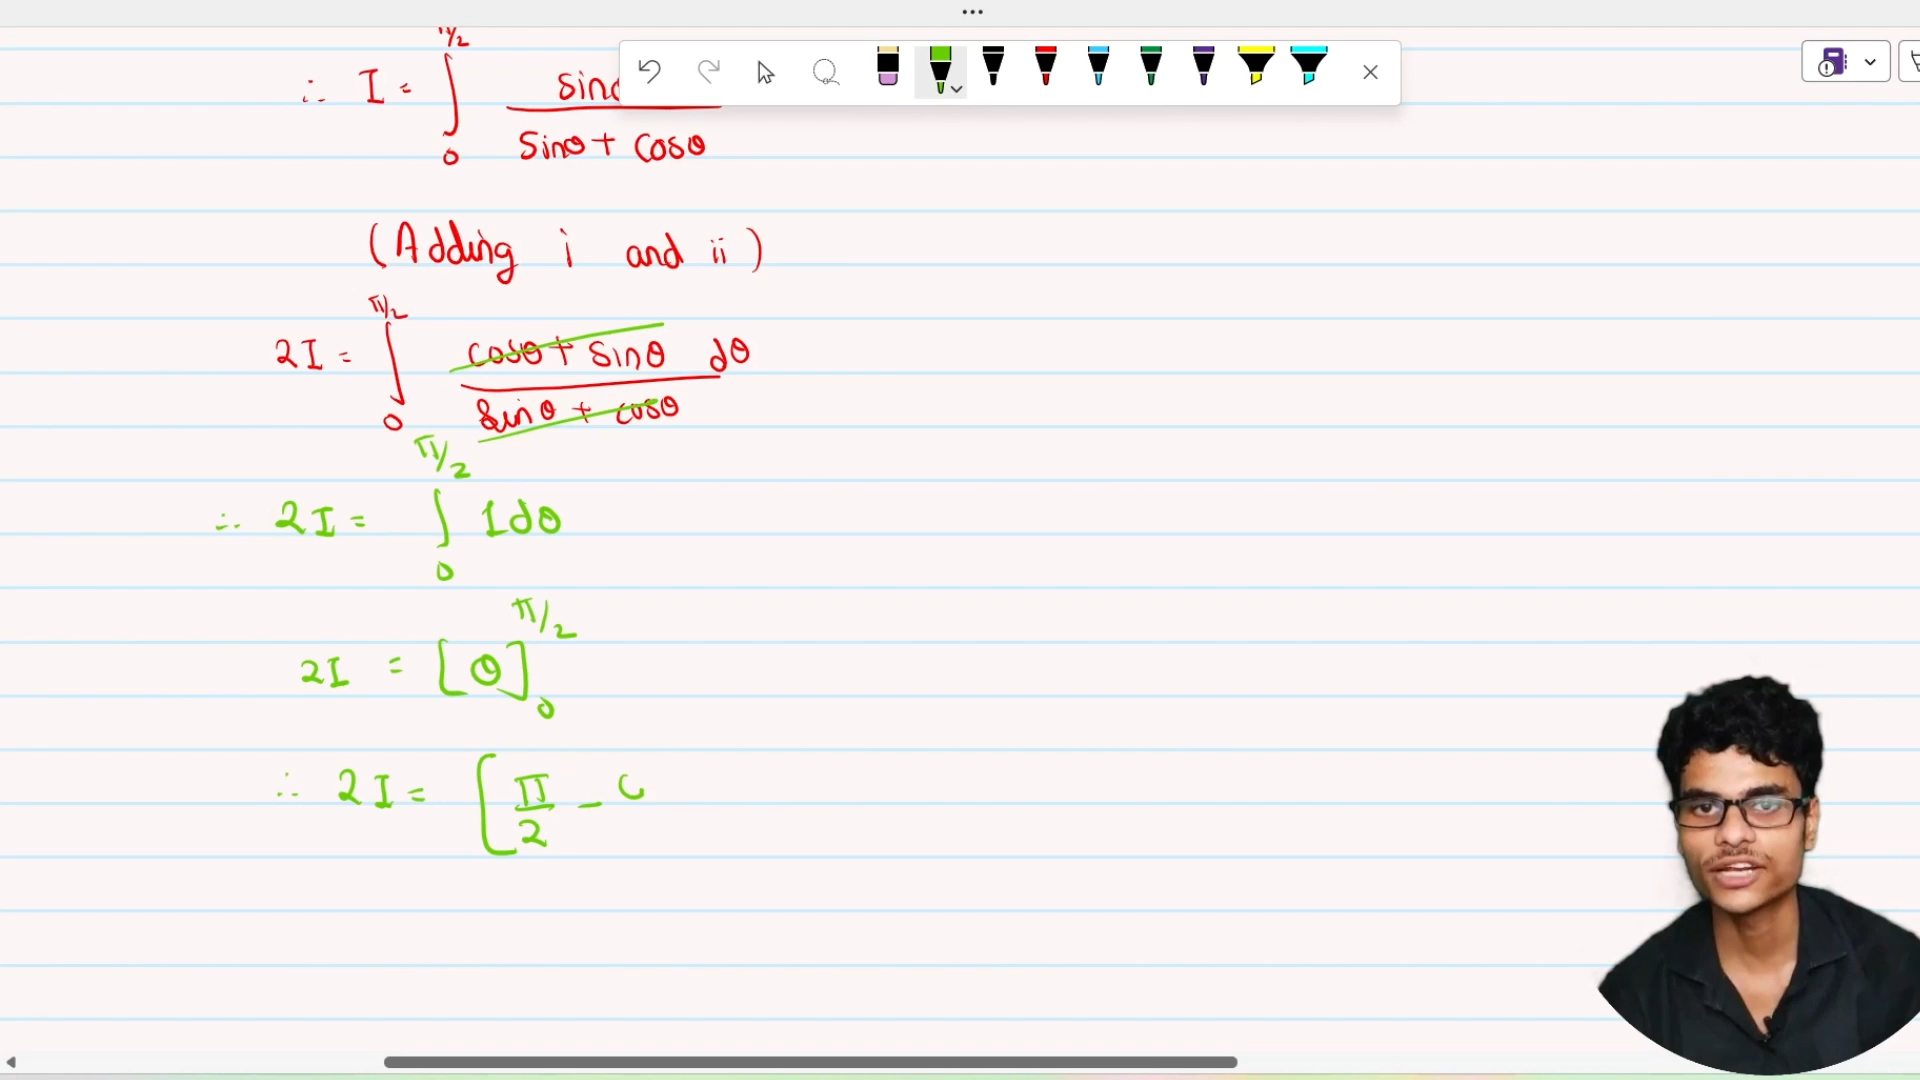 π/2
∴ I = ∫ sinθ
sinθ + cosθ
0
(Adding i and ii)
π/2
2I = ∫ cosθ + sinθ dθ
sinθ + cosθ
0
π/2
∴ 2I = ∫ 1dθ
0
π/2
2I = [θ]
0
∴ 2I = [π/2 -